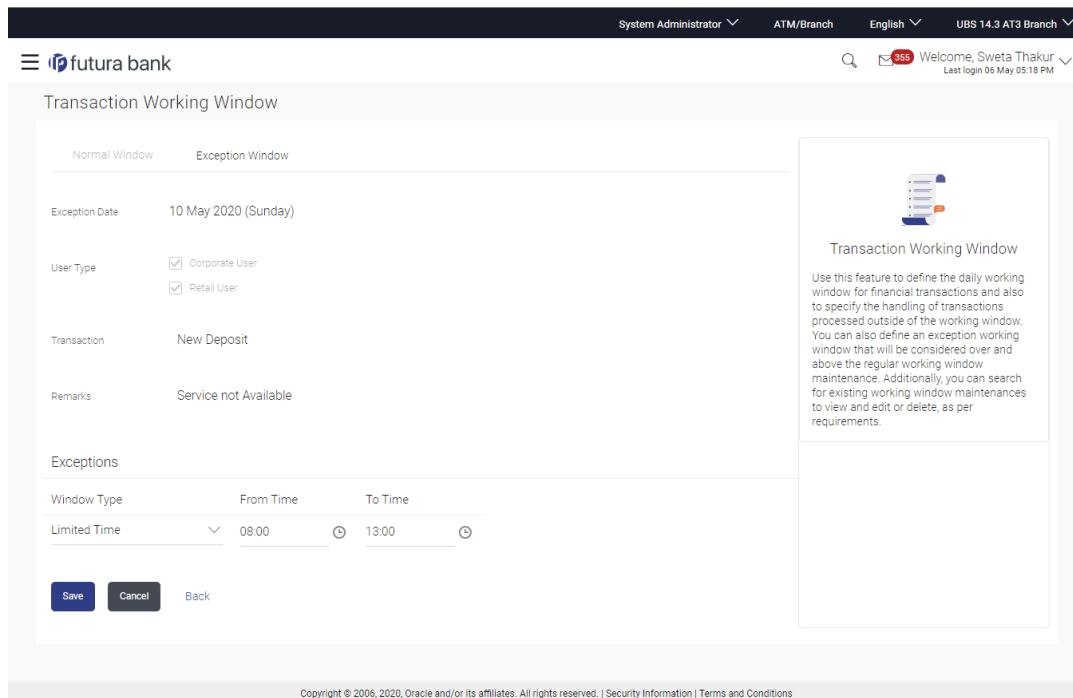 System Administrator ATM/Branch English UBS 14.3 AT3 Branch
futura bank 355 Welcome, Sweta Thakur
Last login 06 May 05:18 PM
Transaction Working Window
Normal Window Exception Window
Exception Date 10 May 2020 (Sunday)
User Type Corporate User
Retail User
Transaction New Deposit
Remarks Service not Available
Exceptions
Window Type From Time To Time
Limited Time 08:00 13:00
Save Cancel Back
Transaction Working Window
Use this feature to define the daily working
window for financial transactions and also
to specify the handling of transactions
processed outside of the working window.
You can also define an exception working
window that will be considered over and
above the regular working window
maintenance. Additionally, you can search
for existing working window maintenances
to view and edit or delete, as per
requirements.
Copyright © 2006, 2020, Oracle and/or its affiliates. All rights reserved. | Security Information | Terms and Conditions